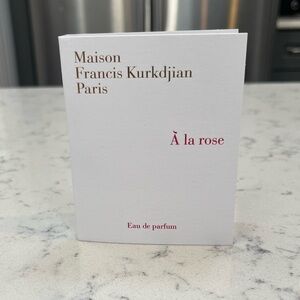 Maison
Francis Kurkdjian
Paris
À la rose
Eau de parfum